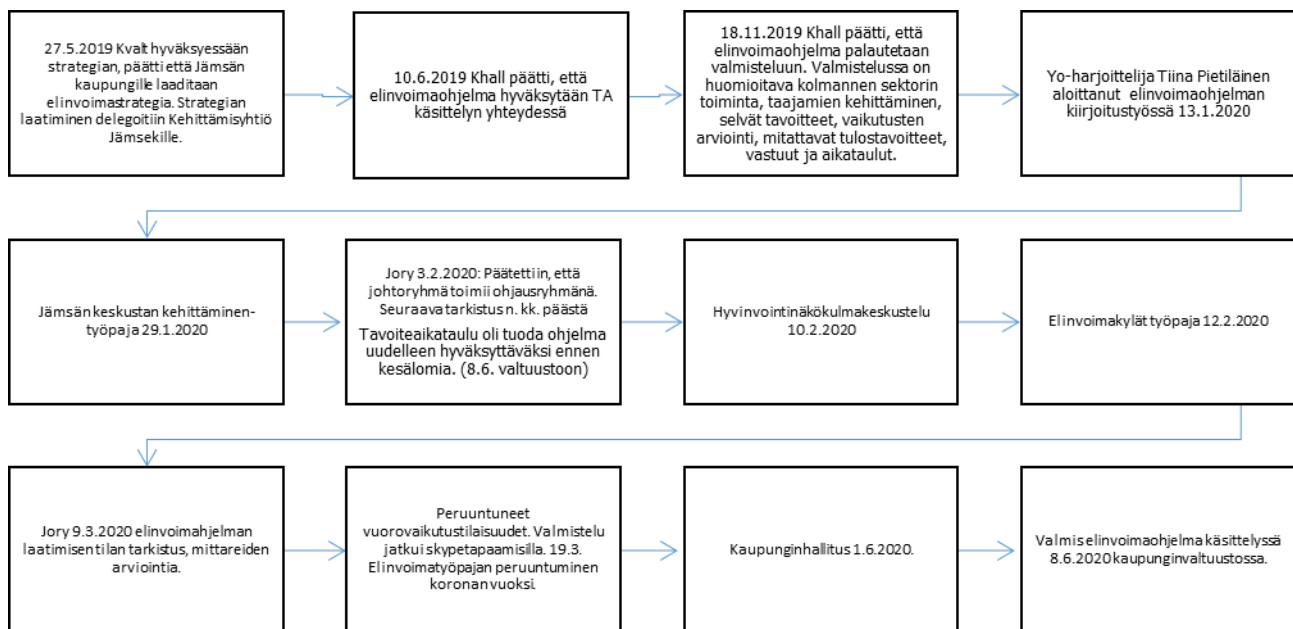 27.5.2019 Kvalt hyväksyessään
strategian, päätti että Jämsän
kaupungille laaditaan
elinvoimastrategia. Strategian
laatiminen delegoitiin Kehittämisyhtiö
Jämsekille.
10.6.2019 Khall päätti, että
elinvoimaohjelma hyväksytään TA
käsittelyn yhteydessä
18.11.2019 Khall päätti, että
elinvoimaohjelma palautetaan
valmisteluun. Valmistelussa on
huomioitava kolmannen sektorin
toiminta, taajamien kehittäminen,
selvät tavoitteet, vaikutusten
arviointi, mitattavat tulostavoitteet,
vastuut ja aikataulut.
Yo-harjoittelija Tiina Pietiläinen
aloittanut elinvoimaohjelman
kiirjoitustyössä 13.1.2020
Jämsän keskustan kehittäminen-
työpaja 29.1.2020
Jory 3.2.2020: Päätettiin, että
johtoryhmä toimii ohjausryhmänä.
Seuraava tarkistus n. kk. päästä
Tavoiteaikataulu oli tuoda ohjelma
uudelleen hyväksyttäväksi ennen
kesälomia. (8.6. valtuustoon)
Hyvinvointinäkökulmakeskustelu
10.2.2020
Elinvoimakylät työpaja 12.2.2020
Jory 9.3.2020 elinvoimahjelman
laatimisen tilan tarkistus, mittareiden
arviointia.
Peruuntuneet
vuorovaikutustilaisuudet. Valmistelu
jatkui skypetapaamisilla. 19.3.
Elinvoimatyöpajan peruuntuminen
koronan vuoksi.
Kaupunginhallitus 1.6.2020.
Valmis elinvoimaohjelma käsittelyssä
8.6.2020 kaupunginvaltuustossa.